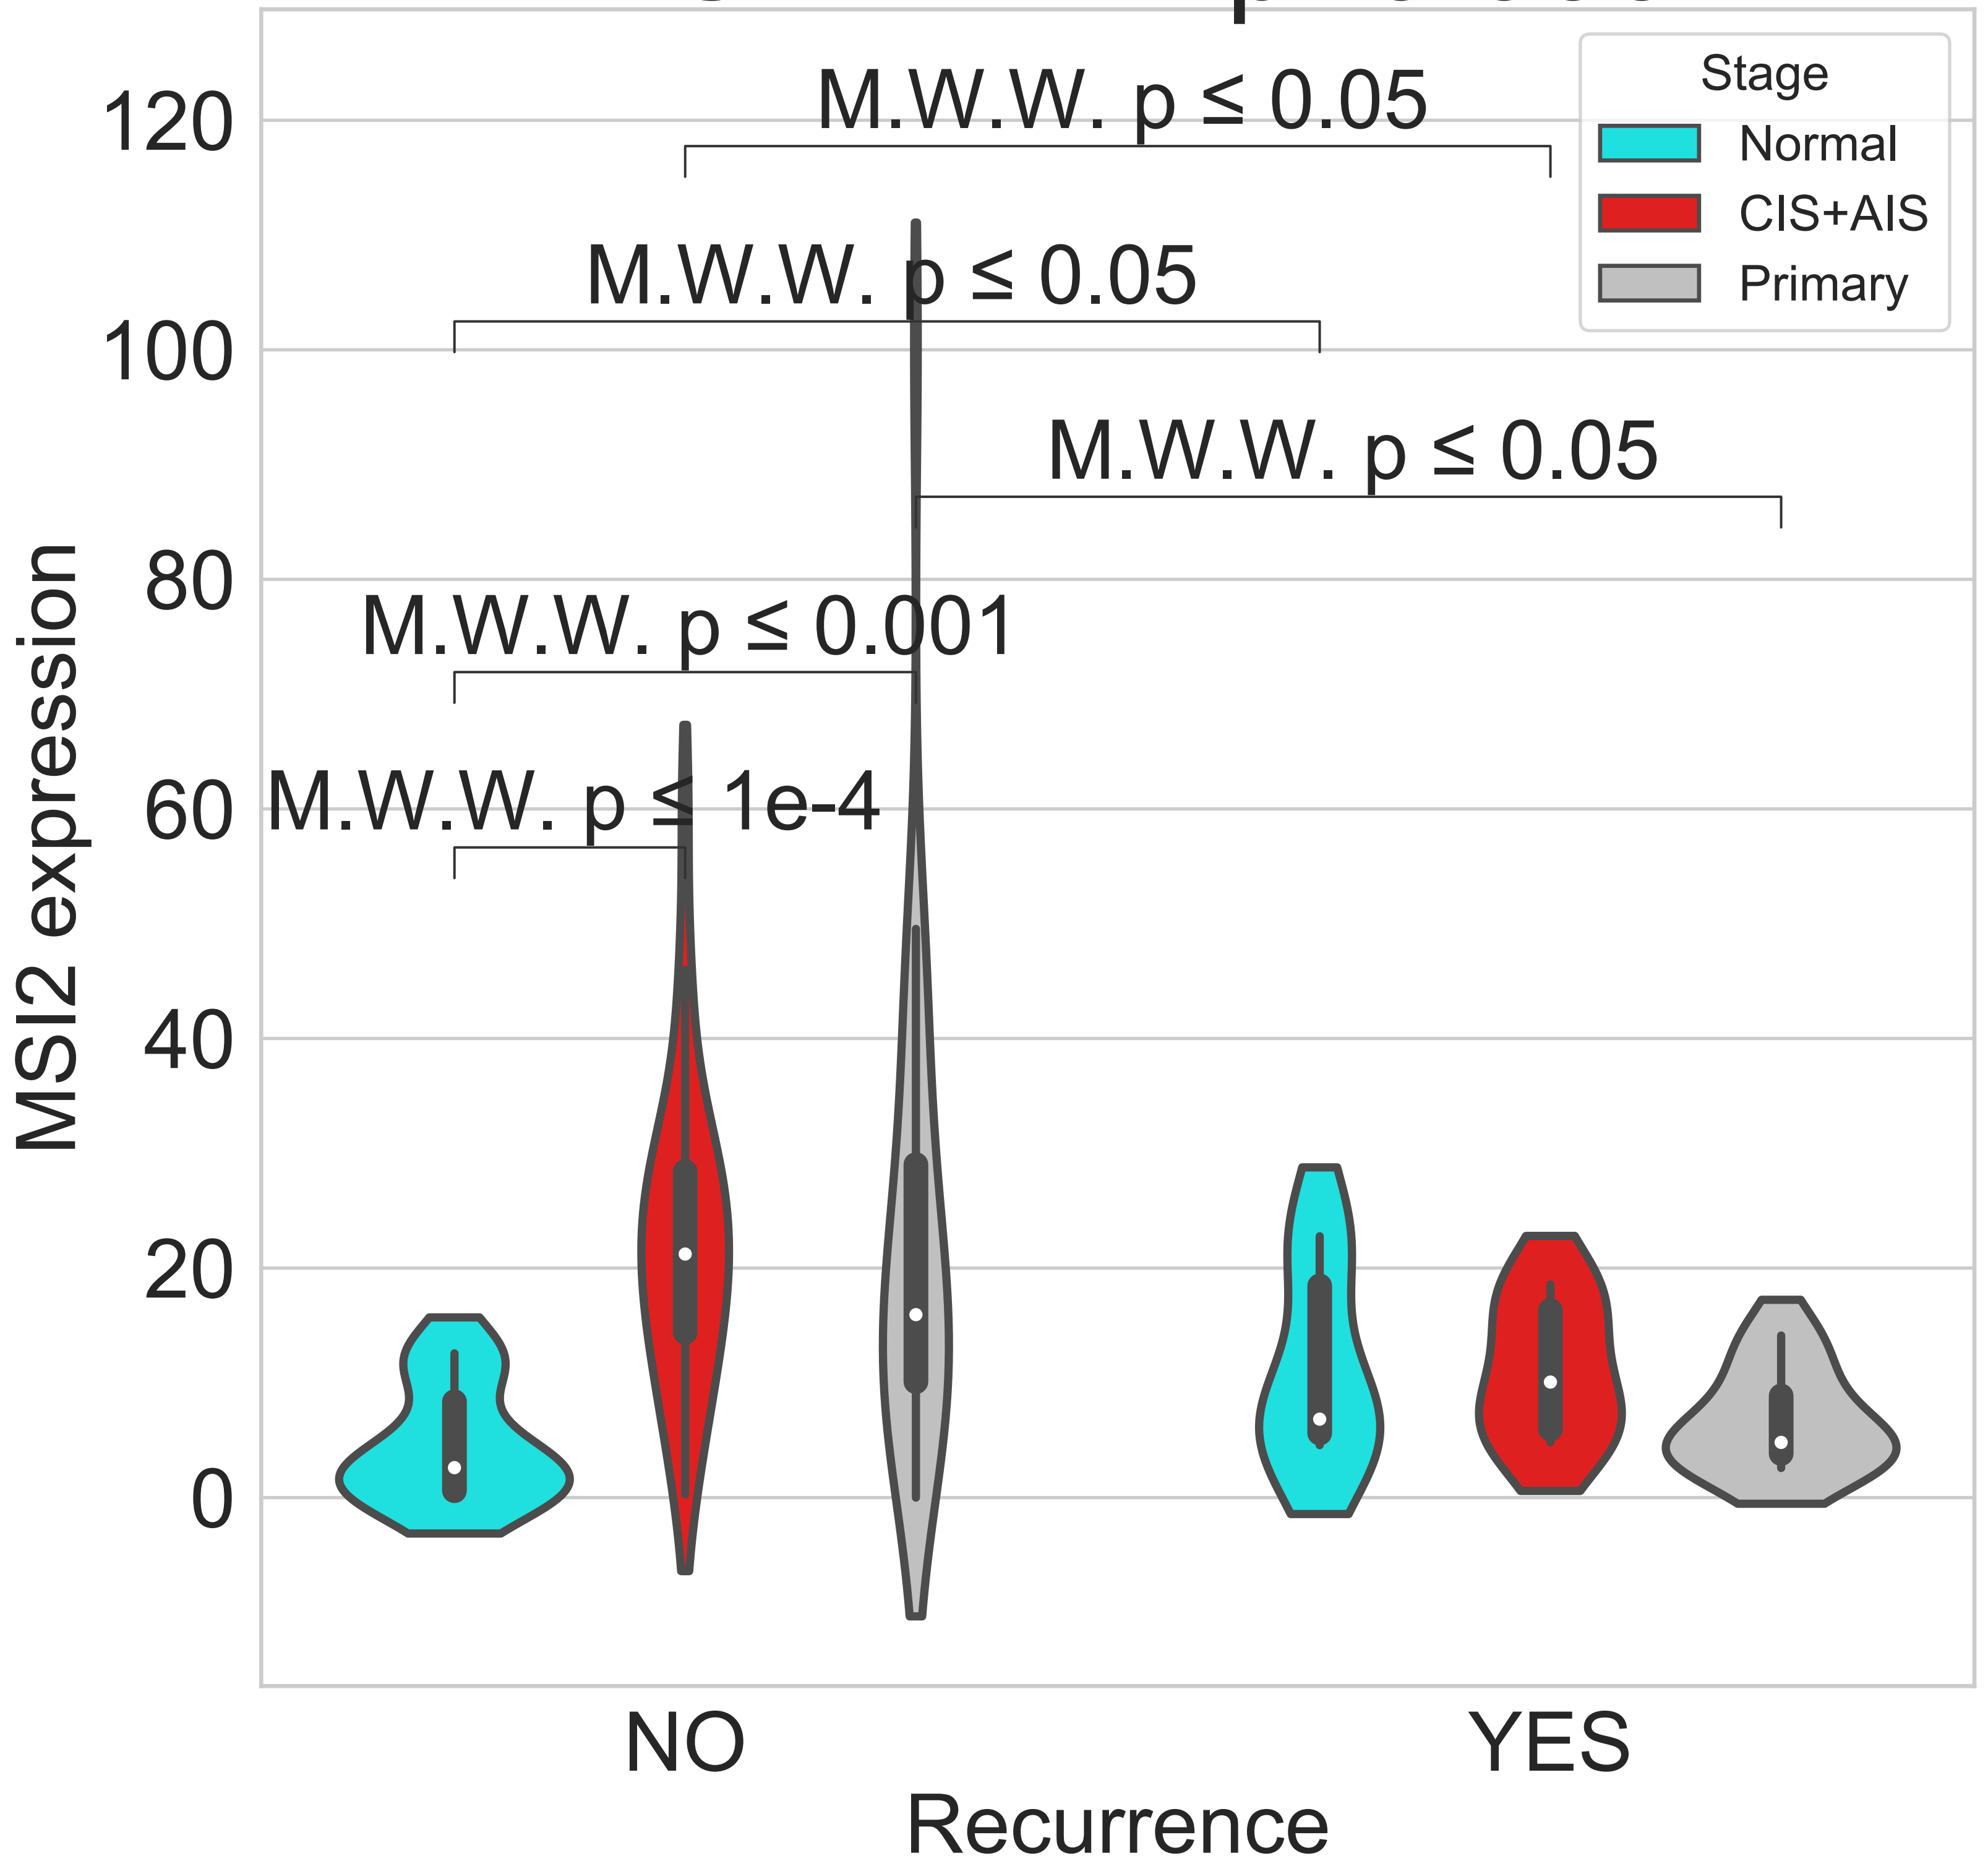 M.W.W. p ≤ 0.05
Stage
Normal
CIS+AIS
Primary
M.W.W. p ≤ 0.05
M.W.W. p ≤ 0.05
M.W.W. p ≤ 0.001
M.W.W. p ≤ 1e-4
120
100
80
60
40
20
0
MSI2 expression
NO
YES
Recurrence